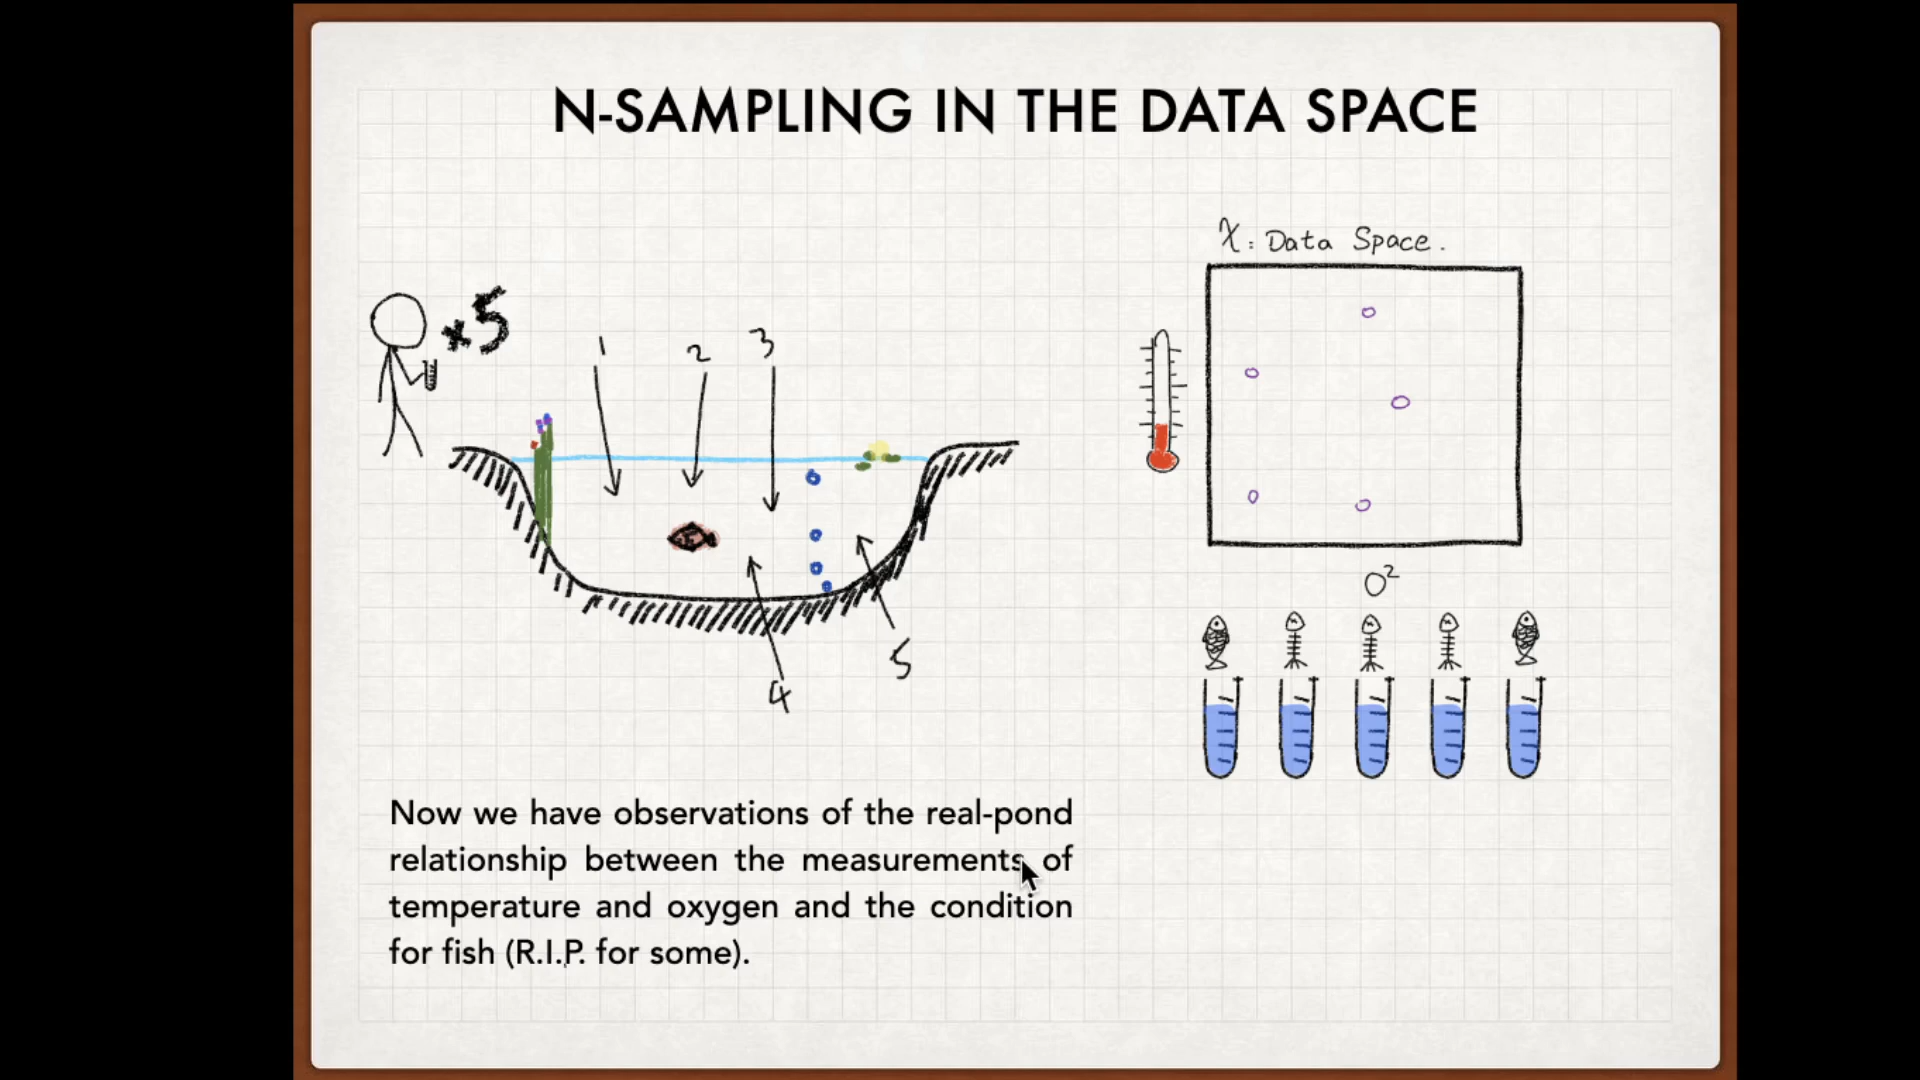 N-SAMPLING IN THE DATA SPACE
X: Data Space.
x5
1
2
3
4
5
O²
Now we have observations of the real-pond
relationship between the measurements of
temperature and oxygen and the condition
for fish (R.I.P. for some).